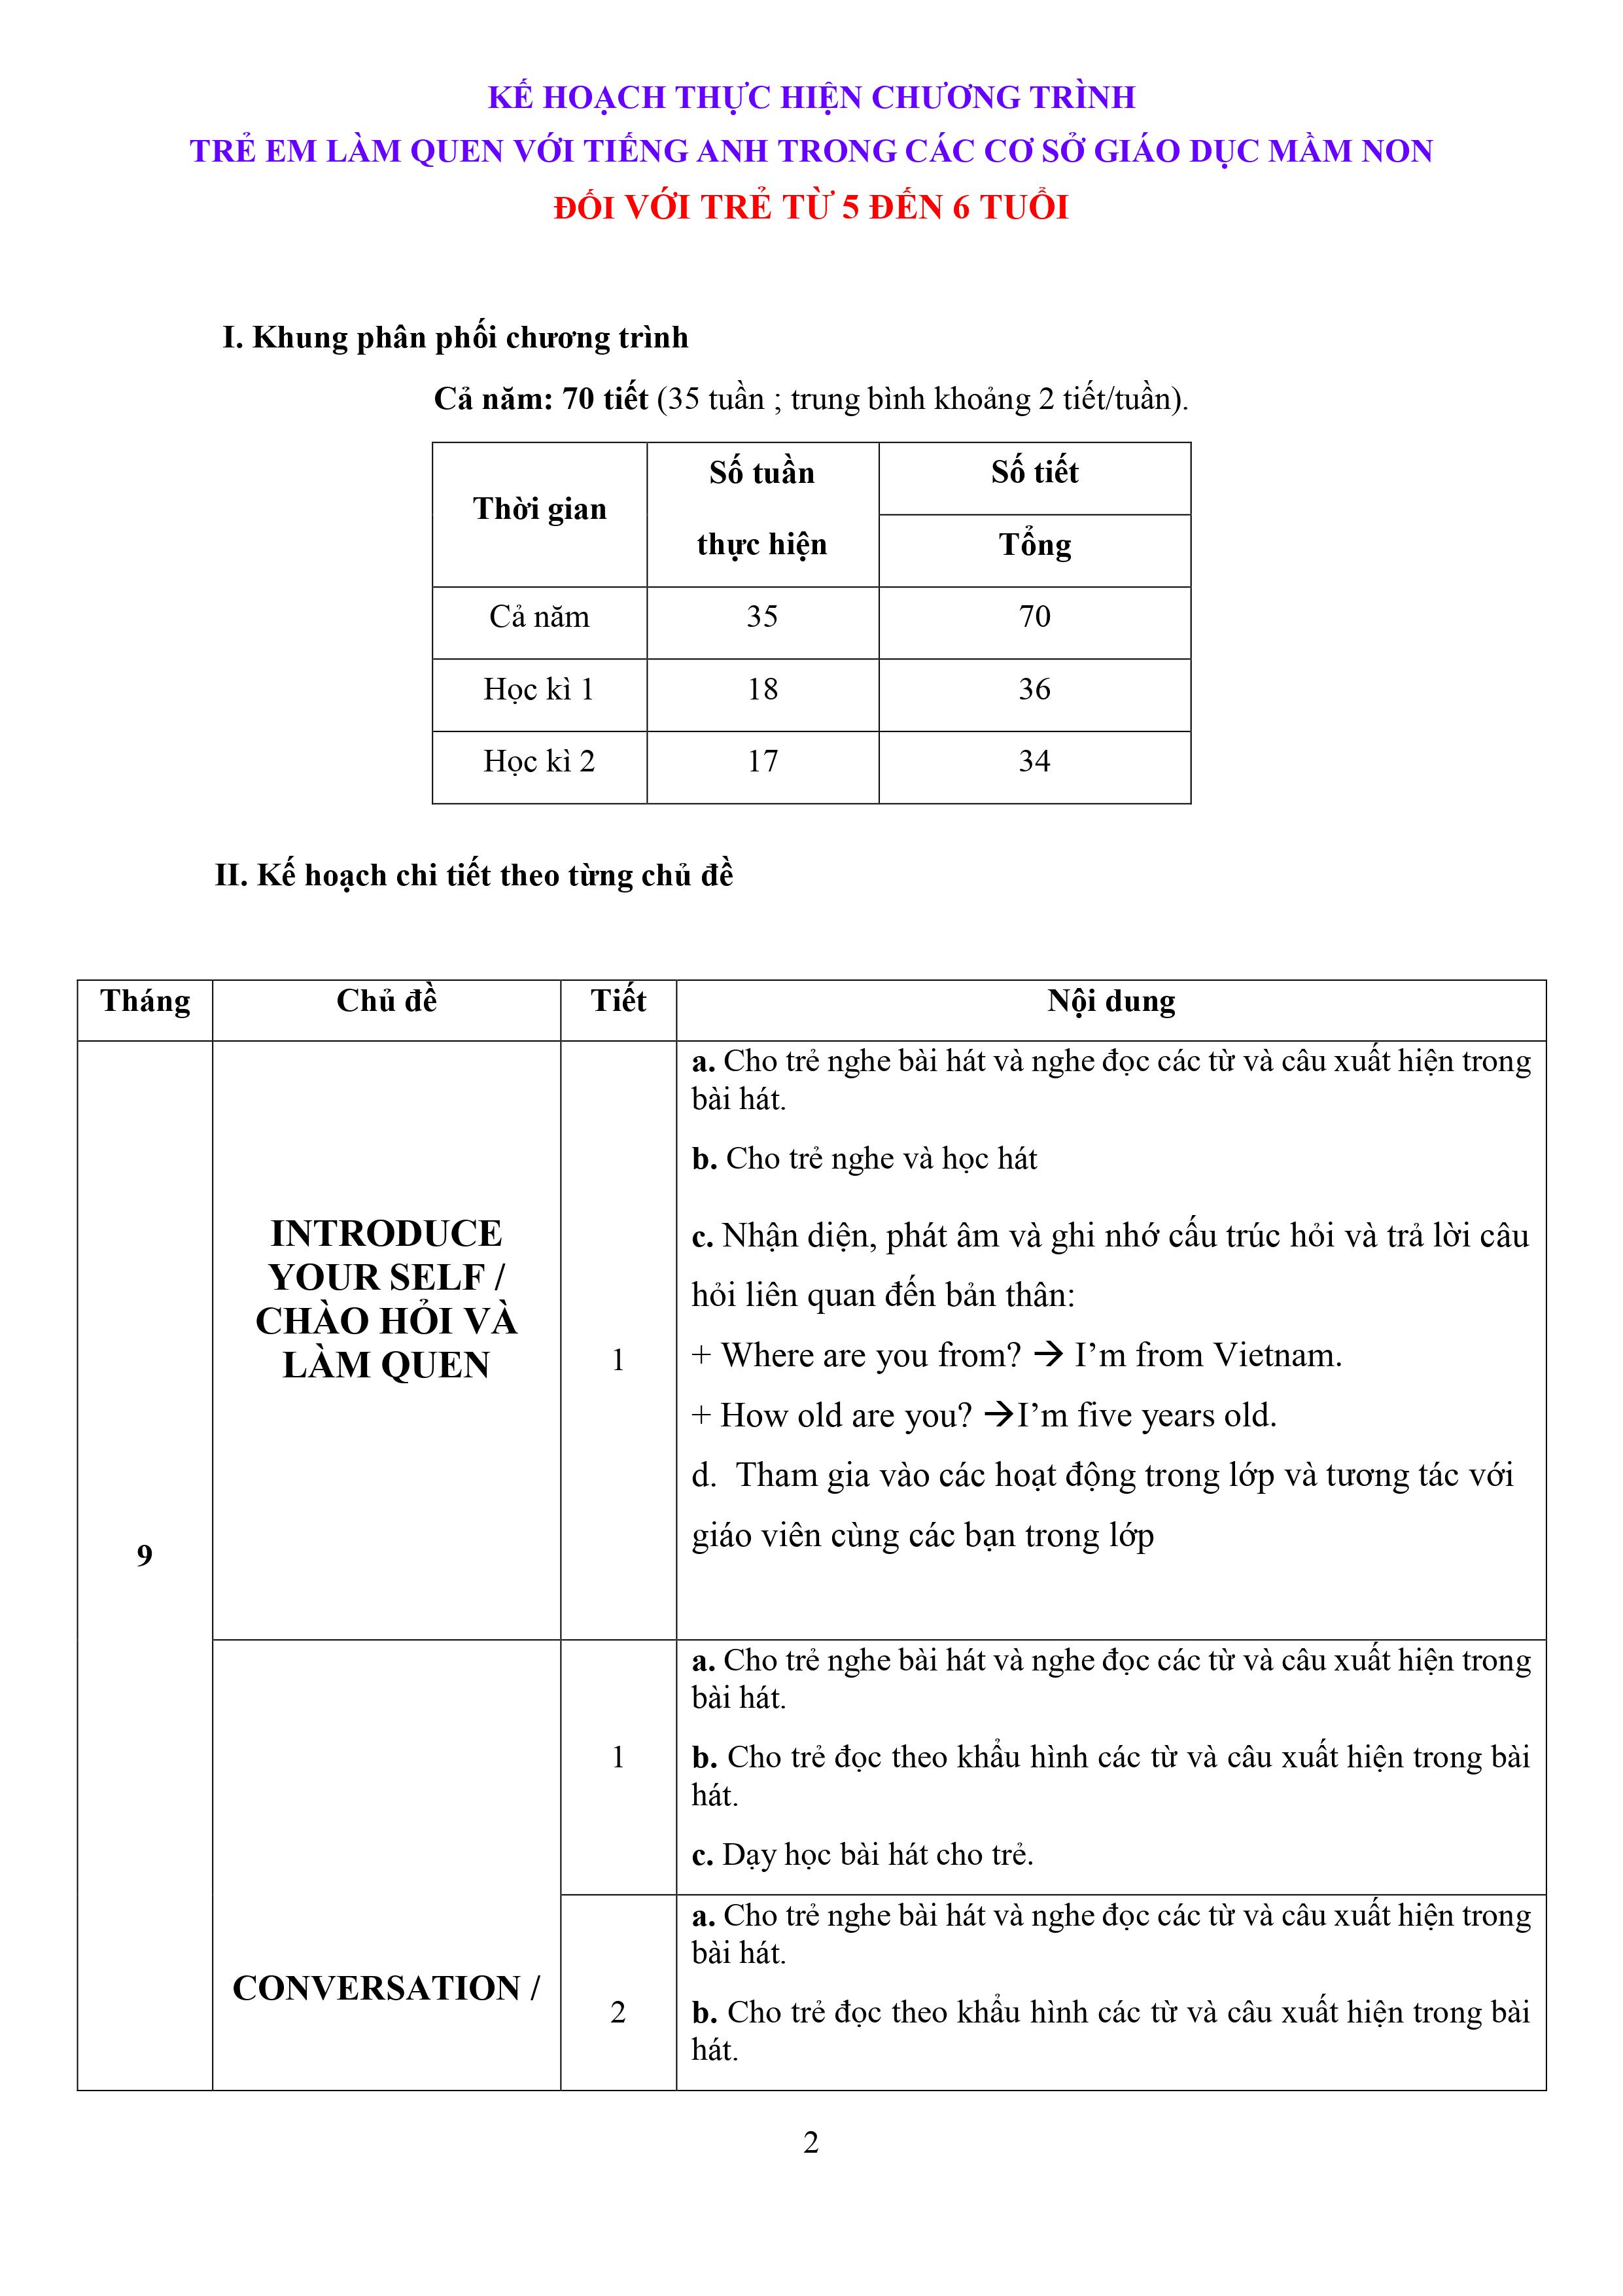 KẾ HOẠCH THỰC HIỆN CHƯƠNG TRÌNH
TRẺ EM LÀM QUEN VỚI TIẾNG ANH TRONG CÁC CƠ SỞ GIÁO DỤC MẦM NON
ĐỐI VỚI TRẺ TỪ 5 ĐẾN 6 TUỔI
I. Khung phân phối chương trình
Cả năm: 70 tiết (35 tuần ; trung bình khoảng 2 tiết/tuần).
Thời gian
Số tuần
thực hiện
Số tiết
Tổng
Cả năm 35 70
Học kì 1 18 36
Học kì 2 17 34
II. Kế hoạch chi tiết theo từng chủ đề
Tháng Chủ đề Tiết Nội dung
9
INTRODUCE
YOUR SELF /
CHÀO HỎI VÀ
LÀM QUEN
1
a. Cho trẻ nghe bài hát và nghe đọc các từ và câu xuất hiện trong
bài hát.
b. Cho trẻ nghe và học hát
c. Nhận diện, phát âm và ghi nhớ cấu trúc hỏi và trả lời câu
hỏi liên quan đến bản thân:
+ Where are you from? → I’m from Vietnam.
+ How old are you? →I’m five years old.
d. Tham gia vào các hoạt động trong lớp và tương tác với
giáo viên cùng các bạn trong lớp
CONVERSATION /
1
a. Cho trẻ nghe bài hát và nghe đọc các từ và câu xuất hiện trong
bài hát.
b. Cho trẻ đọc theo khẩu hình các từ và câu xuất hiện trong bài
hát.
c. Dạy học bài hát cho trẻ.
2
a. Cho trẻ nghe bài hát và nghe đọc các từ và câu xuất hiện trong
bài hát.
b. Cho trẻ đọc theo khẩu hình các từ và câu xuất hiện trong bài
hát.
2